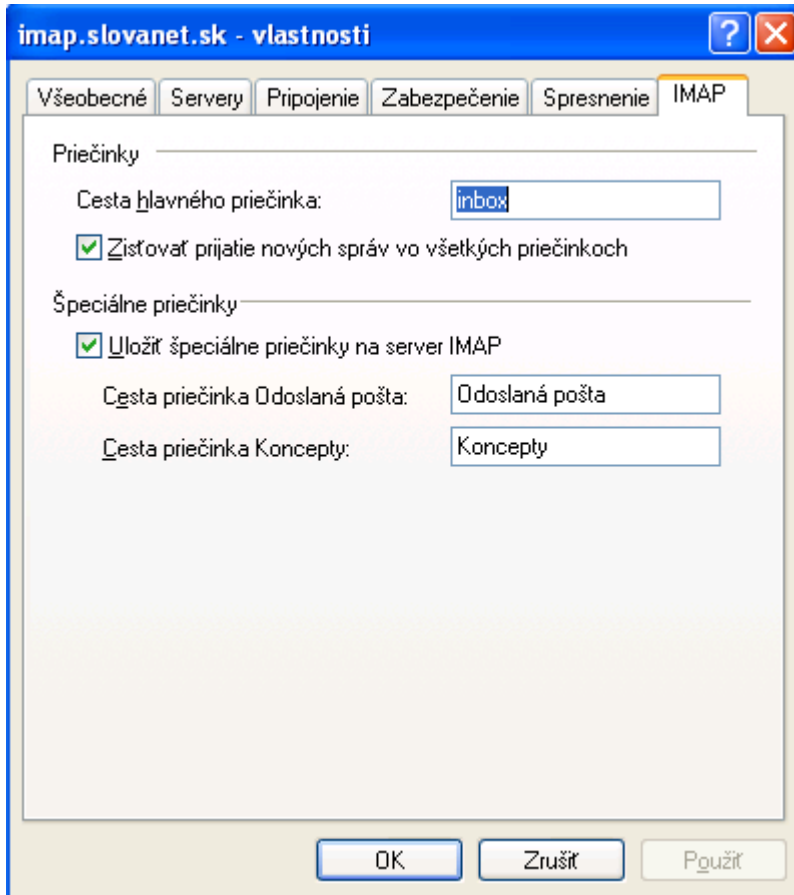 imap.slovanet.sk - vlastnosti
Všeobecné Servery Pripojenie Zabezpečenie Spresnenie IMAP
Priečinky
Cesta hlavného priečinka: inbox
Zisťovať prijatie nových správ vo všetkých priečinkoch
Špeciálne priečinky
Uložiť špeciálne priečinky na server IMAP
Cesta priečinka Odoslaná pošta: Odoslaná pošta
Cesta priečinka Koncepty: Koncepty
OK Zrušiť Použiť